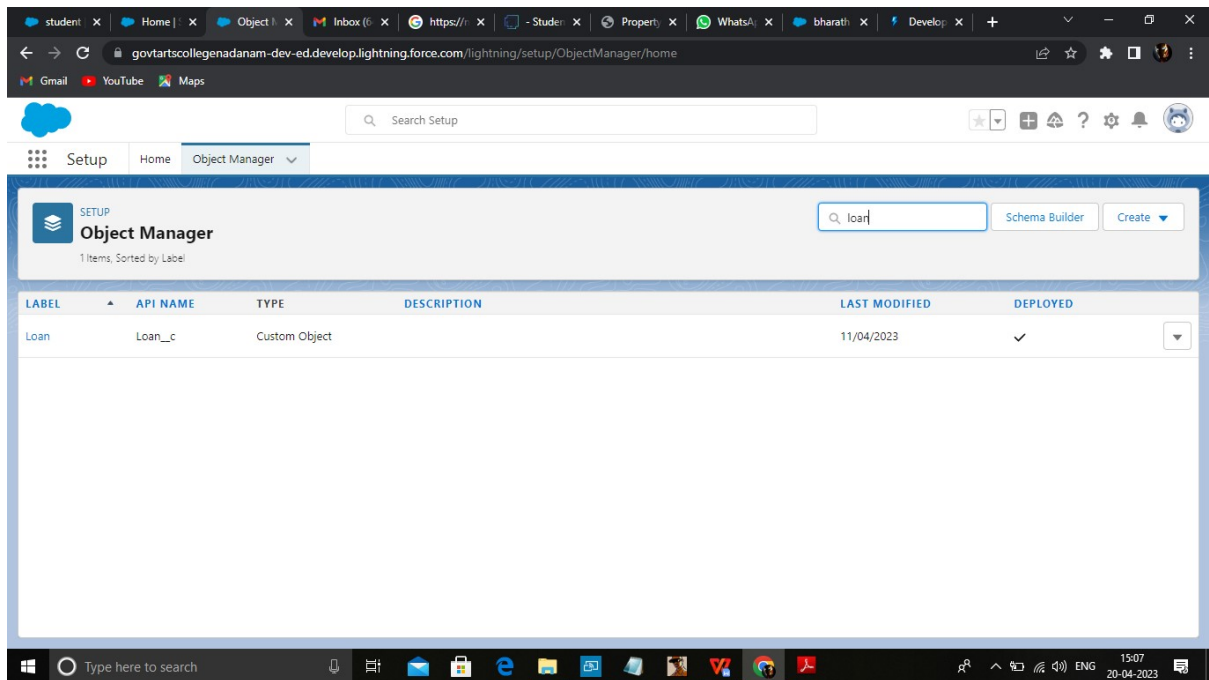 student
Home |
Object M
Inbox (6
https://n
- Studen
Property
WhatsA
bharath
Develop
govtartscollegenadanam-dev-ed.develop.lightning.force.com/lightning/setup/ObjectManager/home
Gmail YouTube Maps
Search Setup
Setup Home Object Manager
SETUP
Object Manager
1 Items, Sorted by Label
loan
Schema Builder
Create
LABEL API NAME TYPE DESCRIPTION LAST MODIFIED DEPLOYED
Loan Loan__c Custom Object 11/04/2023
Type here to search
ENG
15:07
20-04-2023